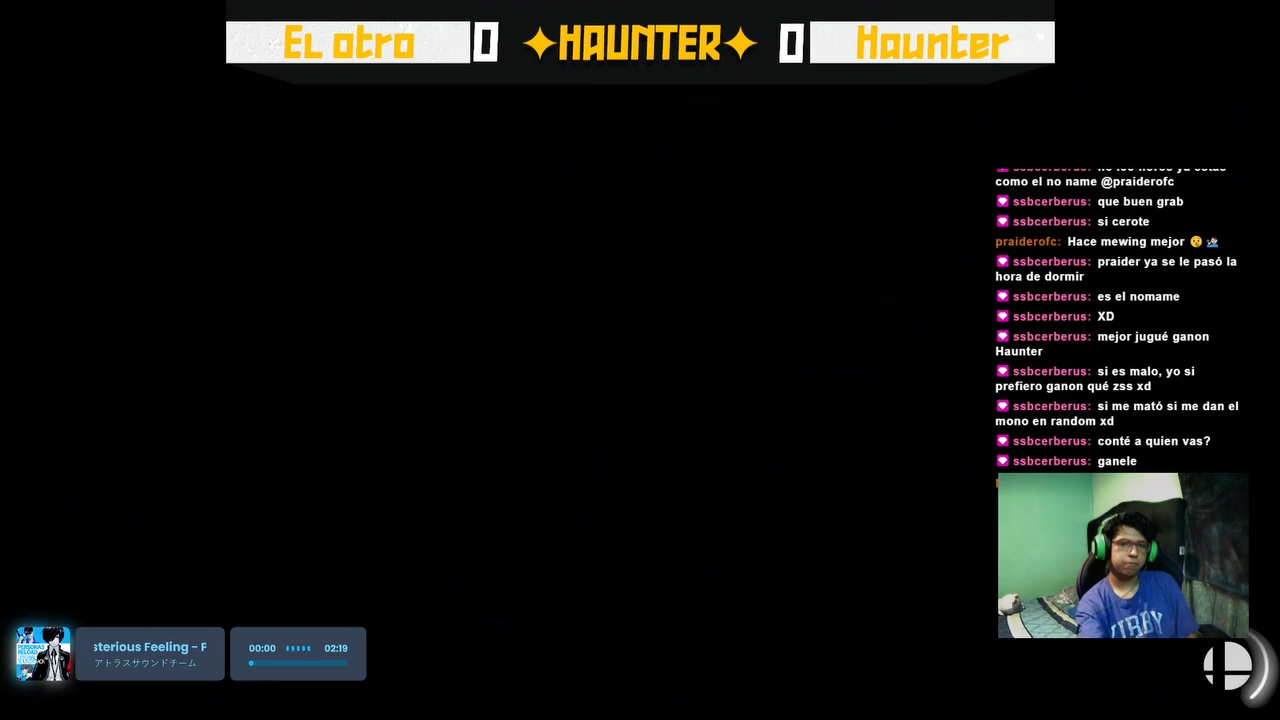 EL otro 0 HAUNTER 0 Haunter
como el no name @praiderofc
ssbcerberus: que buen grab
ssbcerberus: si cerote
praiderofc: Hace mewing mejor
ssbcerberus: praider ya se le pasó la
hora de dormir
ssbcerberus: es el nomame
ssbcerberus: XD
ssbcerberus: mejor jugué ganon
Haunter
ssbcerberus: si es malo, yo si
prefiero ganon qué zss xd
ssbcerberus: si me mató si me dan el
mono en random xd
ssbcerberus: conté a quien vas?
ssbcerberus: ganele
KIRBY
PERSONA3
RELOAD
sterious Feeling - P
アトラスサウンドチーム
00:00 02:19